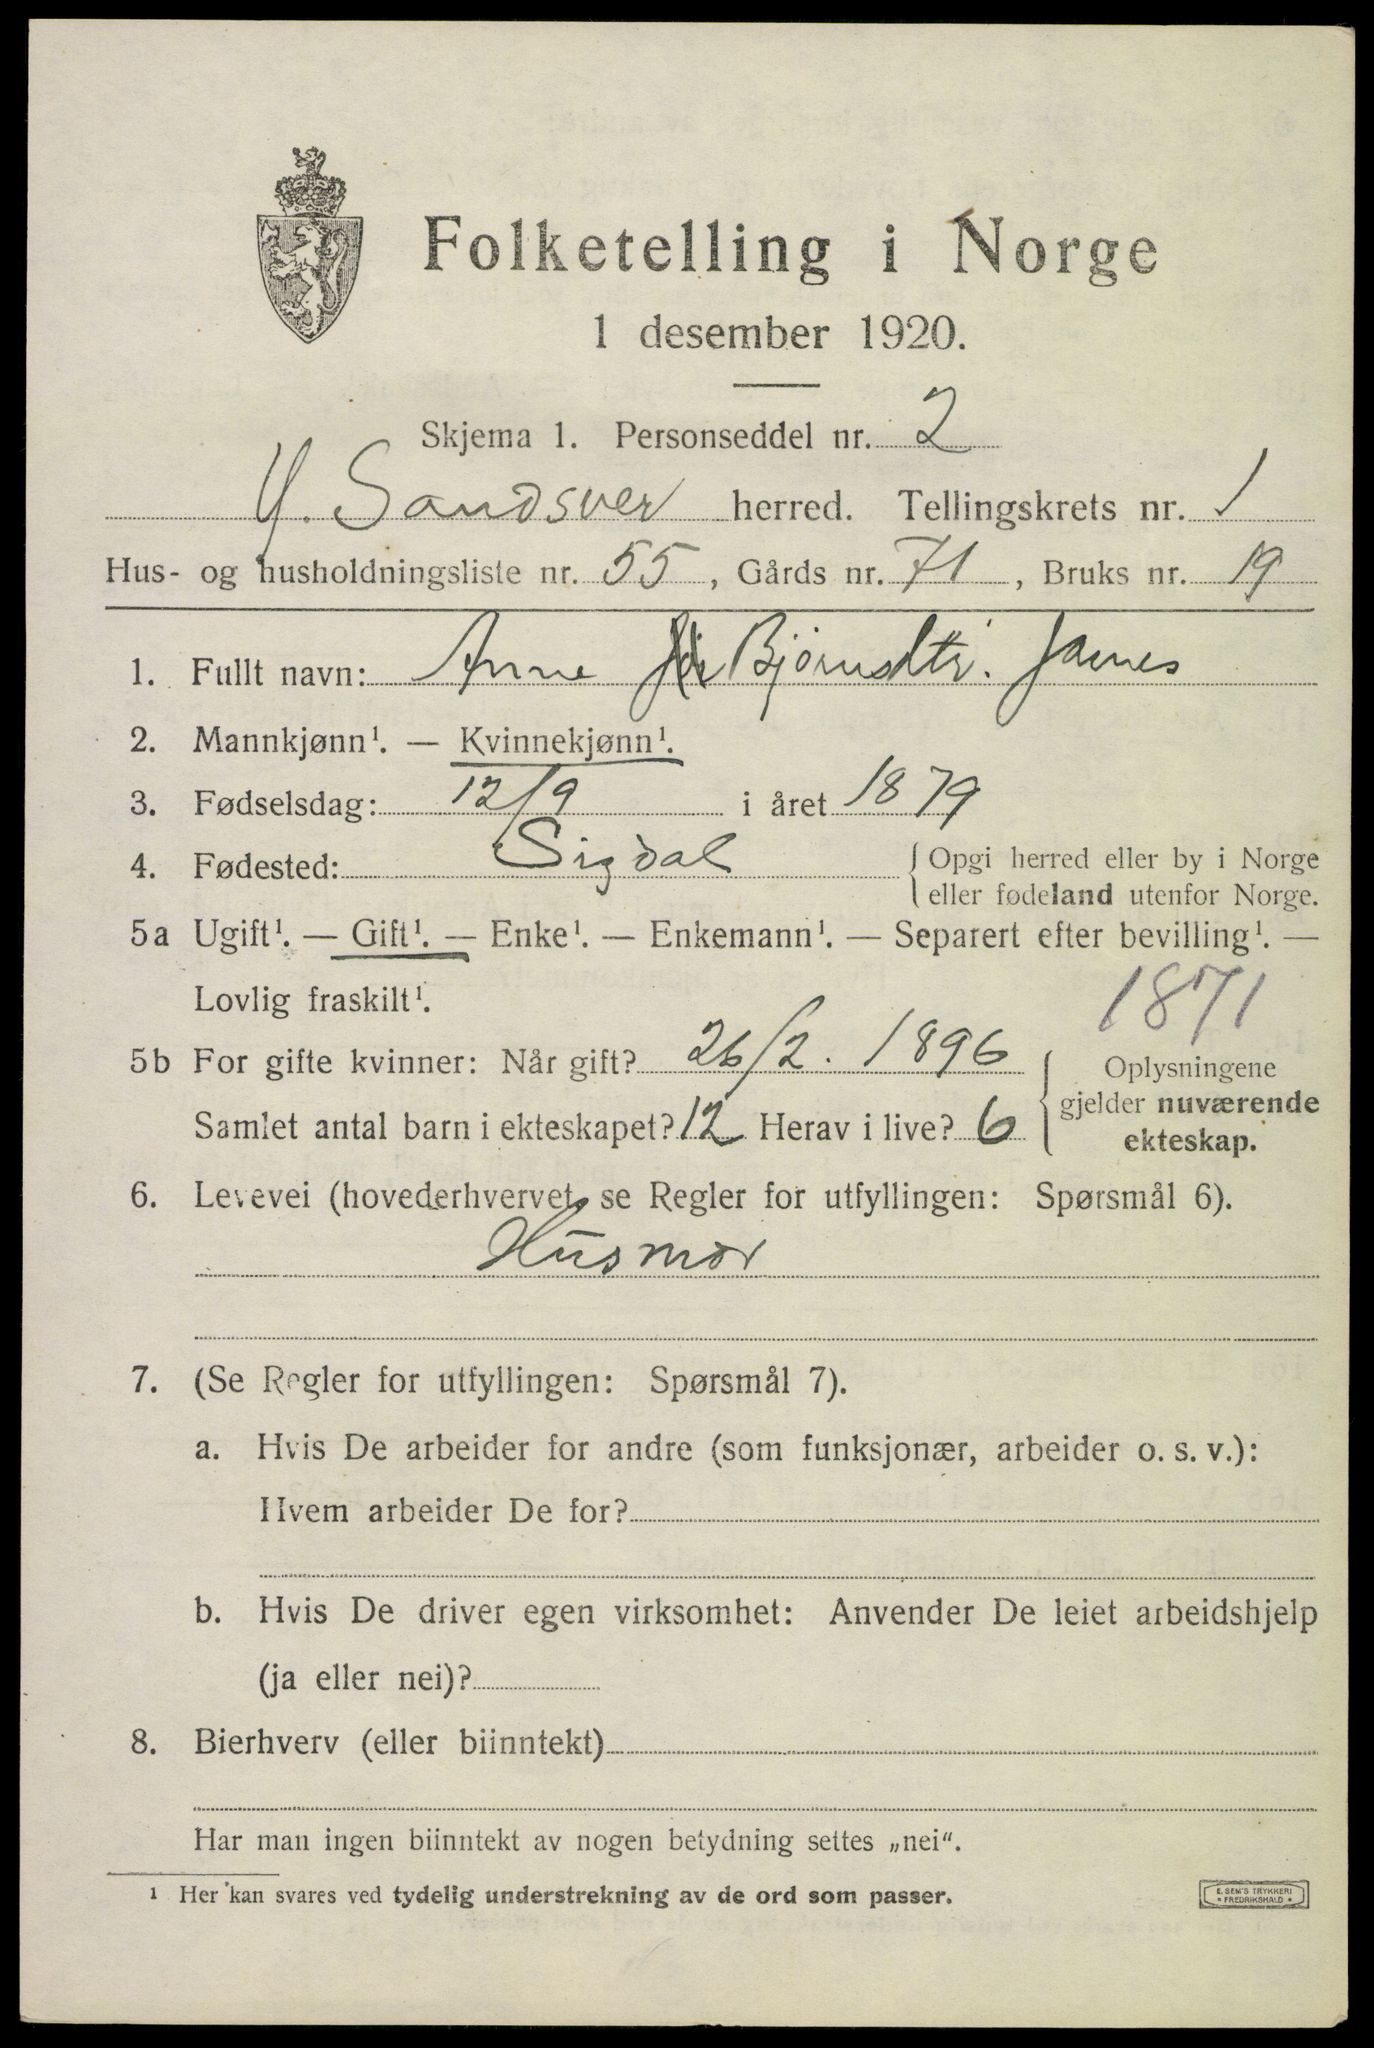 Folketelling i Norge
1 desember 1920.
Skjema 1. Personseddel nr. 2
Y. Sandsver herred. Tellingskrets nr. 1
Hus- og husholdningsliste nr. 55, Gårds nr. 71, Bruks nr. 19
1. Fullt navn: Anne Bjørnsdtr. James
2. Mannkjønn¹. — Kvinnekjønn¹.
3. Fødselsdag: 12/9 i året 1879
4. Fødested: Sigdal {Opgi herred eller by i Norge
eller fødeland utenfor Norge.
5a Ugift¹. — Gift¹. — Enke¹. — Enkemann¹. — Separert efter bevilling¹. —
Lovlig fraskilt¹.
1871
5b For gifte kvinner: Når gift? 26/2. 1896
Samlet antal barn i ekteskapet? 12 Herav i live? 6
{Oplysningene
gjelder nuværende
ekteskap.
6. Levevei (hovederhvervet, se Regler for utfyllingen: Spørsmål 6).
Husmor
7. (Se Regler for utfyllingen: Spørsmål 7).
a. Hvis De arbeider for andre (som funksjonær, arbeider o. s. v.):
Hvem arbeider De for?
b. Hvis De driver egen virksomhet: Anvender De leiet arbeidshjelp
(ja eller nei)?
8. Bierhverv (eller biinntekt)
Har man ingen biinntekt av nogen betydning settes „nei“.
¹ Her kan svares ved tydelig understrekning av de ord som passer.
E. SEM'S TRYKKERI
• FREDRIKSHALD •